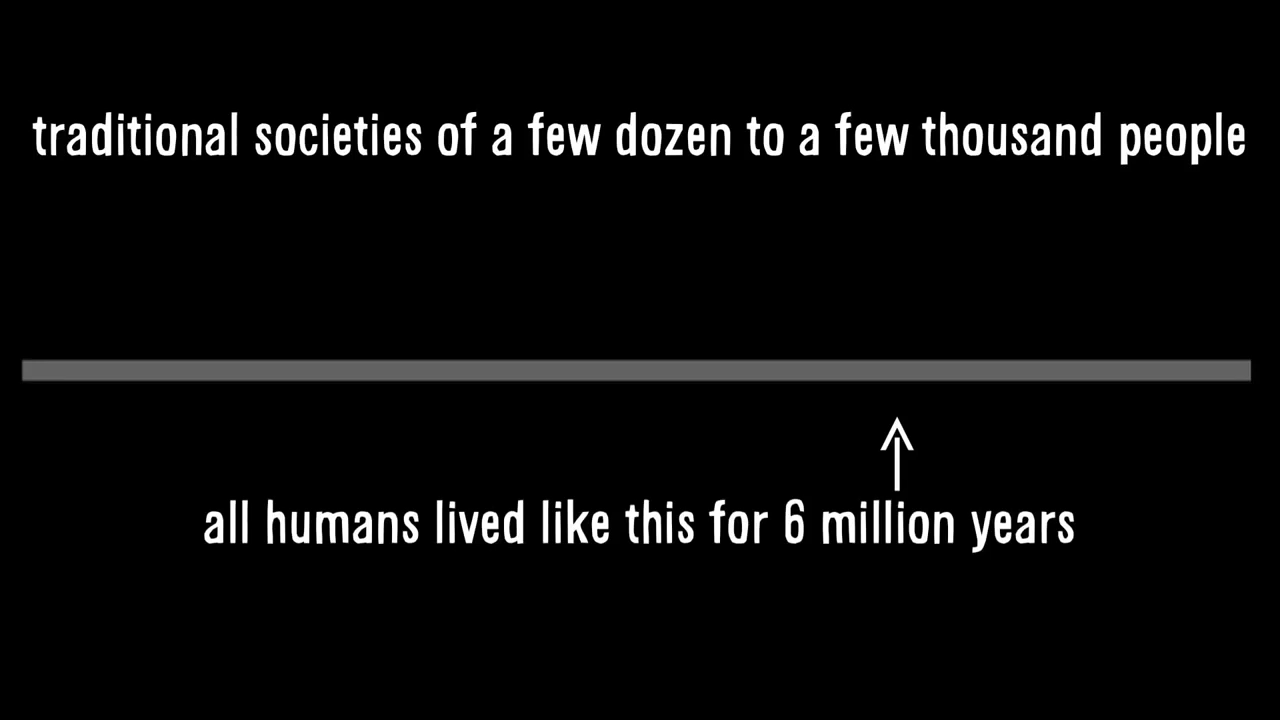 traditional societies of a few dozen to a few thousand people
all humans lived like this for 6 million years